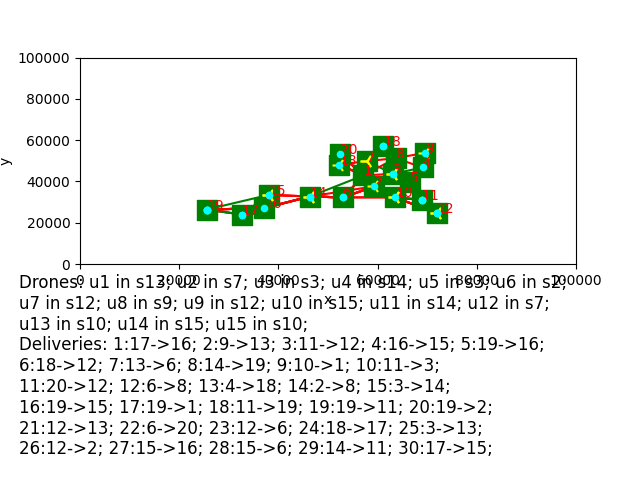 100000
80000
60000
40000
20000
0
y
0 20000 40000 60000 80000 100000
x
Drones: u1 in s13; u2 in s7; u3 in s3; u4 in s14; u5 in s3; u6 in s2;
u7 in s12; u8 in s9; u9 in s12; u10 in s15; u11 in s14; u12 in s7;
u13 in s10; u14 in s15; u15 in s10;
Deliveries: 1:17->16; 2:9->13; 3:11->12; 4:16->15; 5:19->16;
6:18->12; 7:13->6; 8:14->19; 9:10->1; 10:11->3;
11:20->12; 12:6->8; 13:4->18; 14:2->8; 15:3->14;
16:19->15; 17:19->1; 18:11->19; 19:19->11; 20:19->2;
21:12->13; 22:6->20; 23:12->6; 24:18->17; 25:3->13;
26:12->2; 27:15->16; 28:15->6; 29:14->11; 30:17->15;